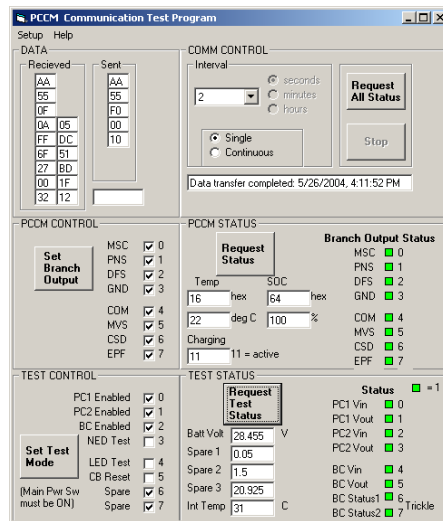 PCCM Communication Test Program
Setup Help
DATA
Recieved
Sent
AA
55
0F
0A 05
FF DC
6F 51
27 BD
00 1F
32 12
AA
55
F0
00
10
COMM CONTROL
Interval
2
seconds
minutes
hours
Single
Continuous
Request All Status
Stop
Data transfer completed: 5/26/2004, 4:11:52 PM
PCCM CONTROL
Set Branch Output
MSC 0
PNS 1
DFS 2
GND 3
COM 4
MVS 5
CSD 6
EPF 7
PCCM STATUS
Request Status
Temp
SOC
16 hex
64 hex
22 deg C
100 %
Charging
11 11 = active
Branch Output Status
MSC 0
PNS 1
DFS 2
GND 3
COM 4
MVS 5
CSD 6
EPF 7
TEST CONTROL
PC1 Enabled 0
PC2 Enabled 1
BC Enabled 2
NED Test 3
LED Test 4
CB Reset 5
Spare 6
Spare 7
Set Test Mode
(Main Pwr Sw must be ON)
TEST STATUS
Request Test Status
Batt Volt 28.455 V
Spare 1 0.05
Spare 2 1.5
Spare 3 20.925
Int Temp 31 C
Status = 1
PC1 Vin 0
PC1 Vout 1
PC2 Vin 2
PC2 Vout 3
BC Vin 4
BC Vout 5
BC Status1 6
BC Status2 7 Trickle